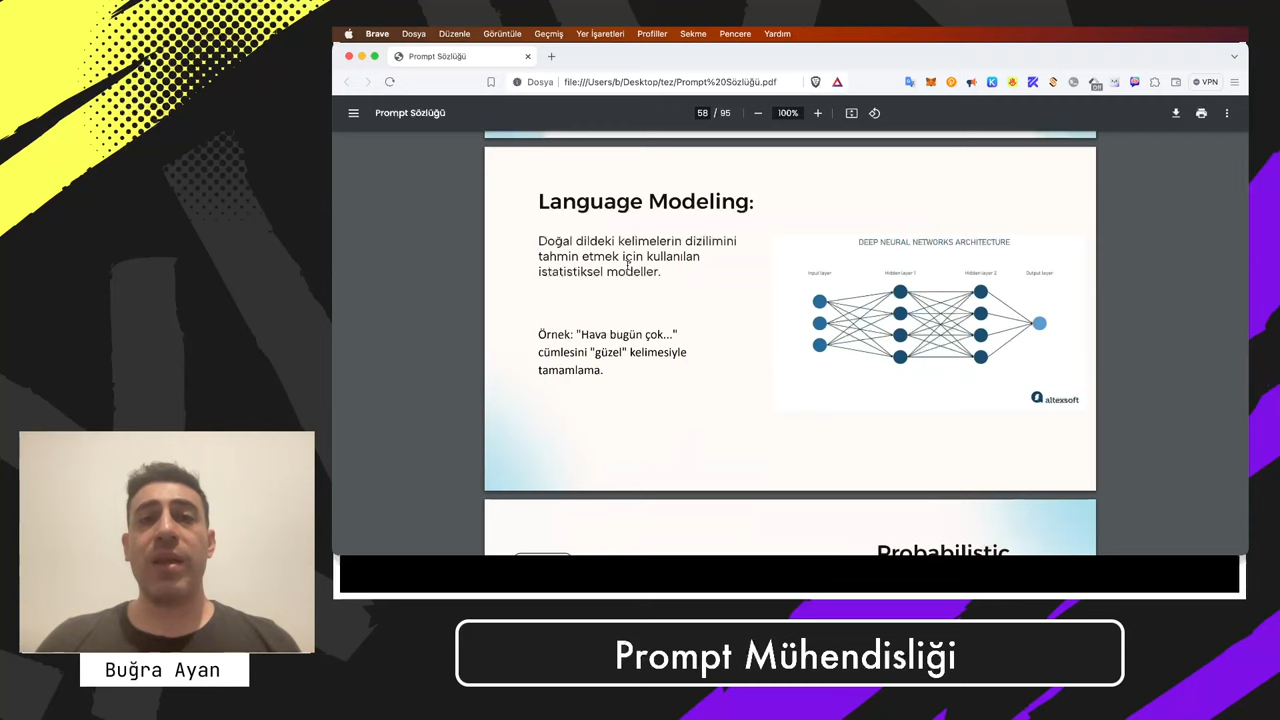 Brave Dosya Düzenle Görüntüle Geçmiş Yer İşaretleri Profiller Sekme Pencere Yardım
Prompt Sözlüğü
Dosya file:///Users/b/Desktop/tez/Prompt%20Sözlüğü.pdf
VPN
Prompt Sözlüğü
58 / 95
100%
Language Modeling:
Doğal dildeki kelimelerin dizilimini
tahmin etmek için kullanılan
istatistiksel modeller.
Örnek: "Hava bugün çok..."
cümlesini "güzel" kelimesiyle
tamamlama.
DEEP NEURAL NETWORKS ARCHITECTURE
Input layer Hidden layer 1 Hidden layer 2 Output layer
altexsoft
Probabilistic
Buğra Ayan
Prompt Mühendisliği